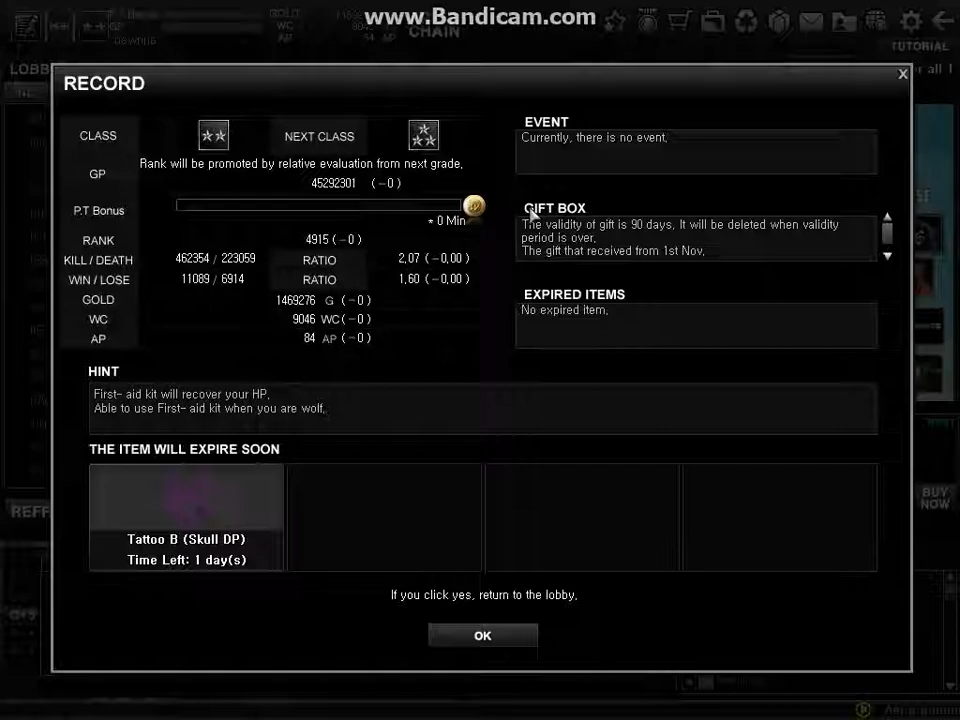 www.Bandicam.com
GOLD
WC
AP
CHAIN
TUTORIAL
LOBB
RECORD
X
CLASS
NEXT CLASS
Rank will be promoted by relative evaluation from next grade.
GP
45292301 (-0)
P.T Bonus
* 0 Min
RANK
4915 (-0)
KILL / DEATH
462354 / 223059
RATIO
2.07 (-0.00)
WIN / LOSE
11089 / 6914
RATIO
1.60 (-0.00)
GOLD
1469276 G (-0)
WC
9046 WC(-0)
AP
84 AP (-0)
EVENT
Currently, there is no event.
GIFT BOX
The validity of gift is 90 days. It will be deleted when validity
period is over.
The gift that received from 1st Nov.
EXPIRED ITEMS
No expired item.
HINT
First- aid kit will recover your HP.
Able to use First- aid kit when you are wolf.
THE ITEM WILL EXPIRE SOON
Tattoo B (Skull DP)
Time Left: 1 day(s)
If you click yes, return to the lobby.
OK
REFF
BUY
NOW